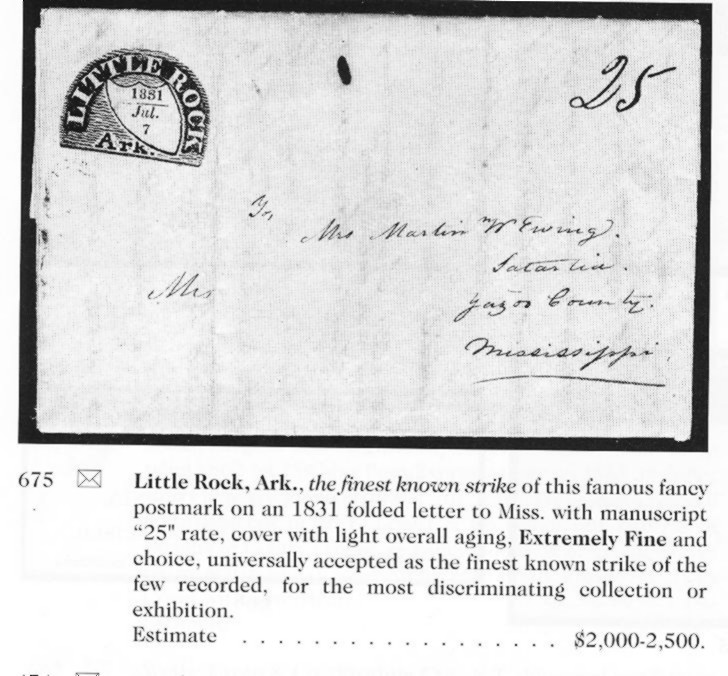 LITTLE ROCK
25
1831
Jul.
7
Ark.
To,
Mrs Martin W Ewing.
Satartia.
Mrs
Yazoo County.
Mississippi.
675 Little Rock, Ark., the finest known strike of this famous fancy
postmark on an 1831 folded letter to Miss. with manuscript
“25" rate, cover with light overall aging, Extremely Fine and
choice, universally accepted as the finest known strike of the
few recorded, for the most discriminating collection or
exhibition.
Estimate . . . . . . . . . . . . . . . . . . $2,000-2,500.